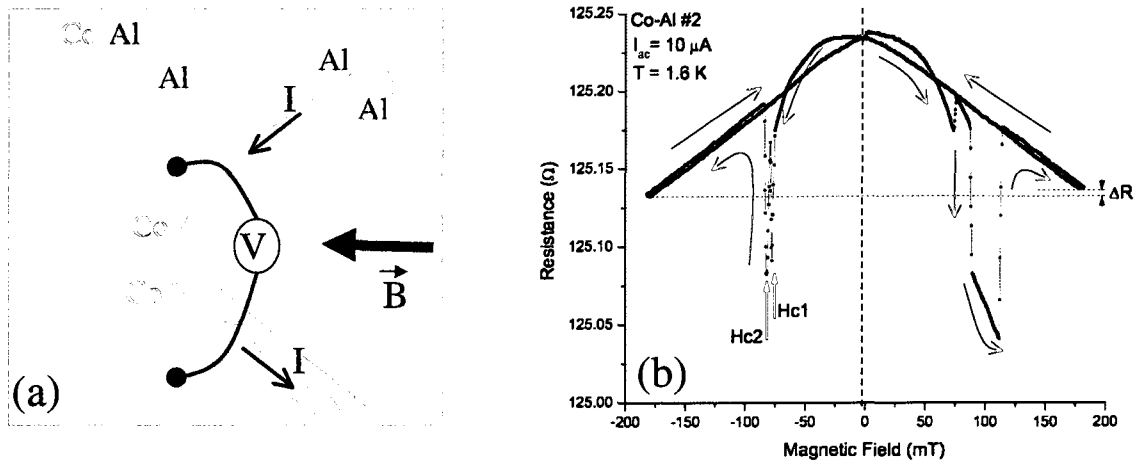 Co Al
Al
Al
Al
I
V
B
I
(a)
Co-Al #2
I_ac = 10 μA
T = 1.6 K
125.25
125.20
125.15
125.10
125.05
125.00
Resistance (Ω)
ΔR
Hc1
Hc2
(b)
-200 -150 -100 -50 0 50 100 150 200
Magnetic Field (mT)